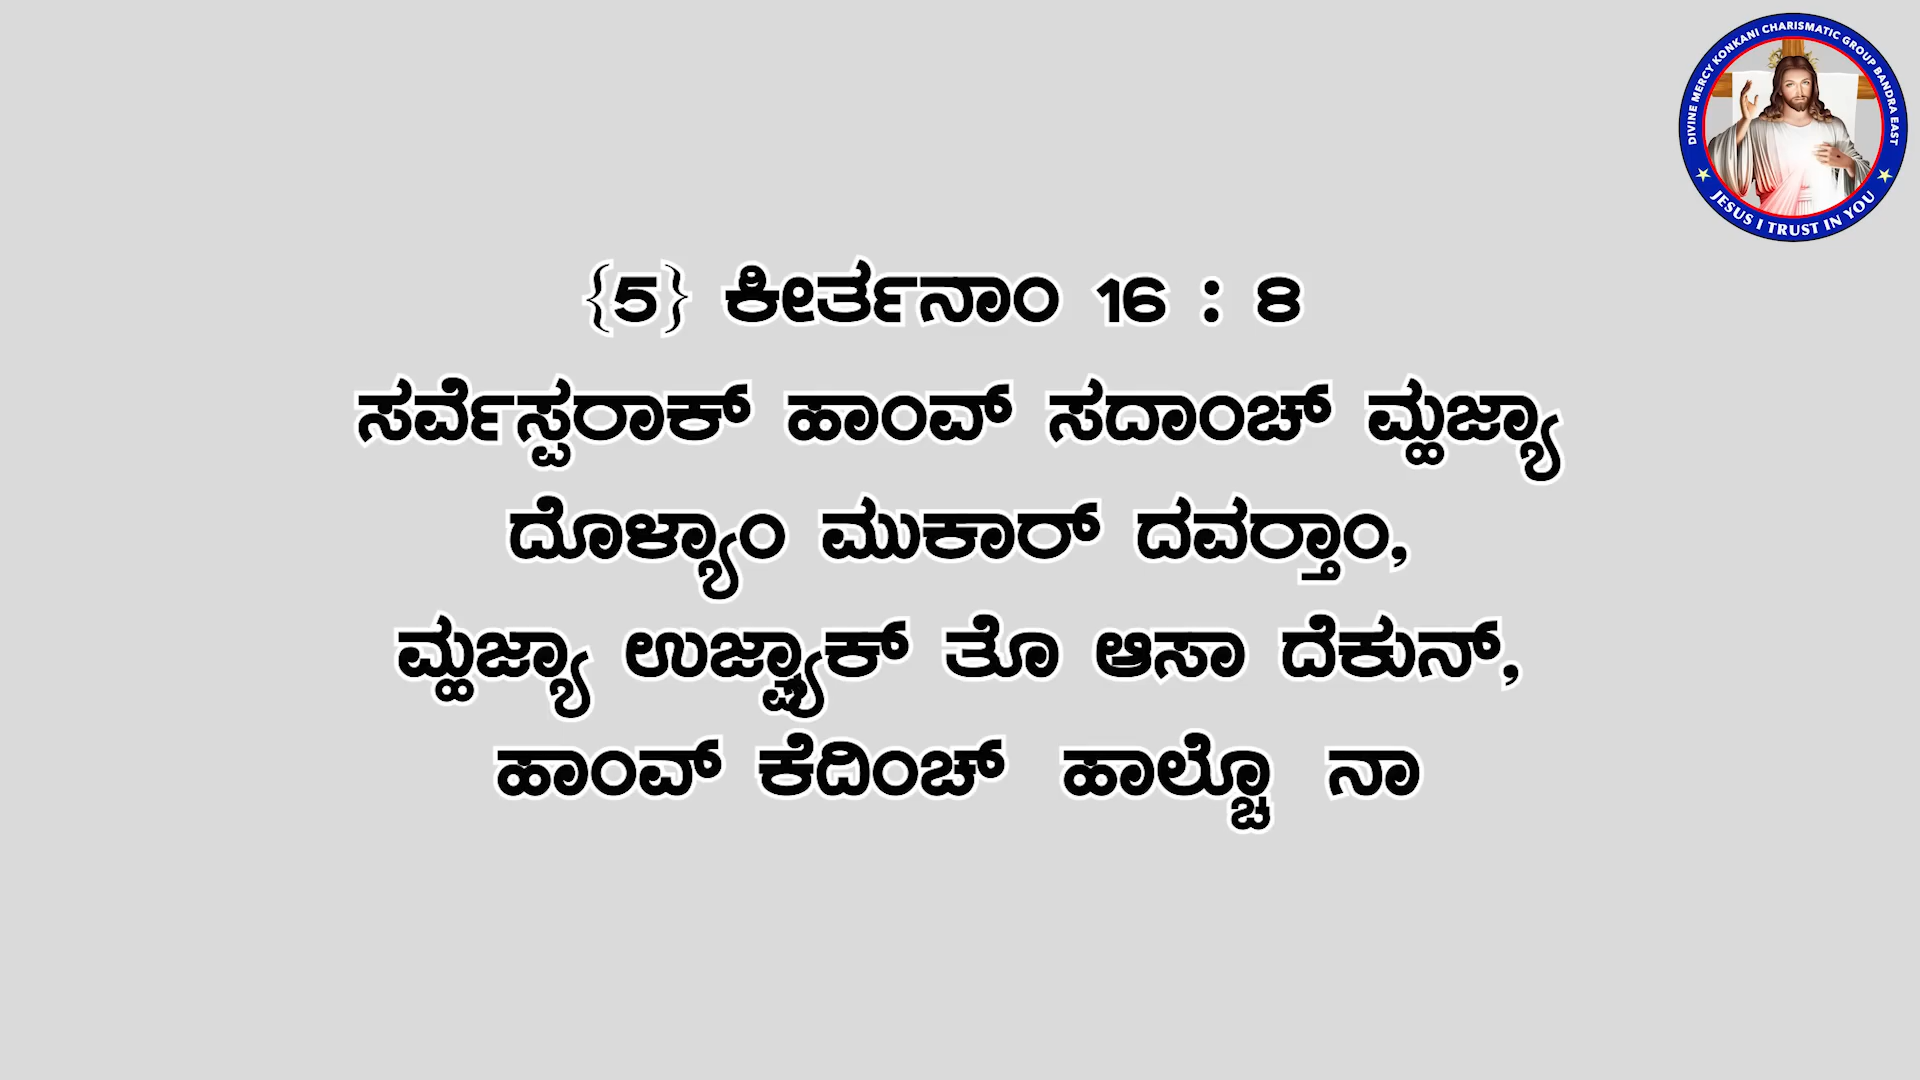 DIVINE MERCY KONKANI CHARISMATIC GROUP BANDRA EAST
JESUS I TRUST IN YOU
{5} ಕೀರ್ತನಾಂ 16 : 8
ಸರ್ವೆಸ್ಪರಾಕ್ ಹಾಂವ್ ಸದಾಂಚ್ ಮ್ಹಜ್ಯಾ
ದೊಳ್ಯಾಂ ಮುಕಾರ್ ದವರ‍್ತಾಂ,
ಮ್ಹಜ್ಯಾ ಉಜ್ವ್ಯಾಕ್ ತೊ ಆಸಾ ದೆಕುನ್,
ಹಾಂವ್ ಕೆದಿಂಚ್ ಹಾಲ್ಚೊ ನಾ